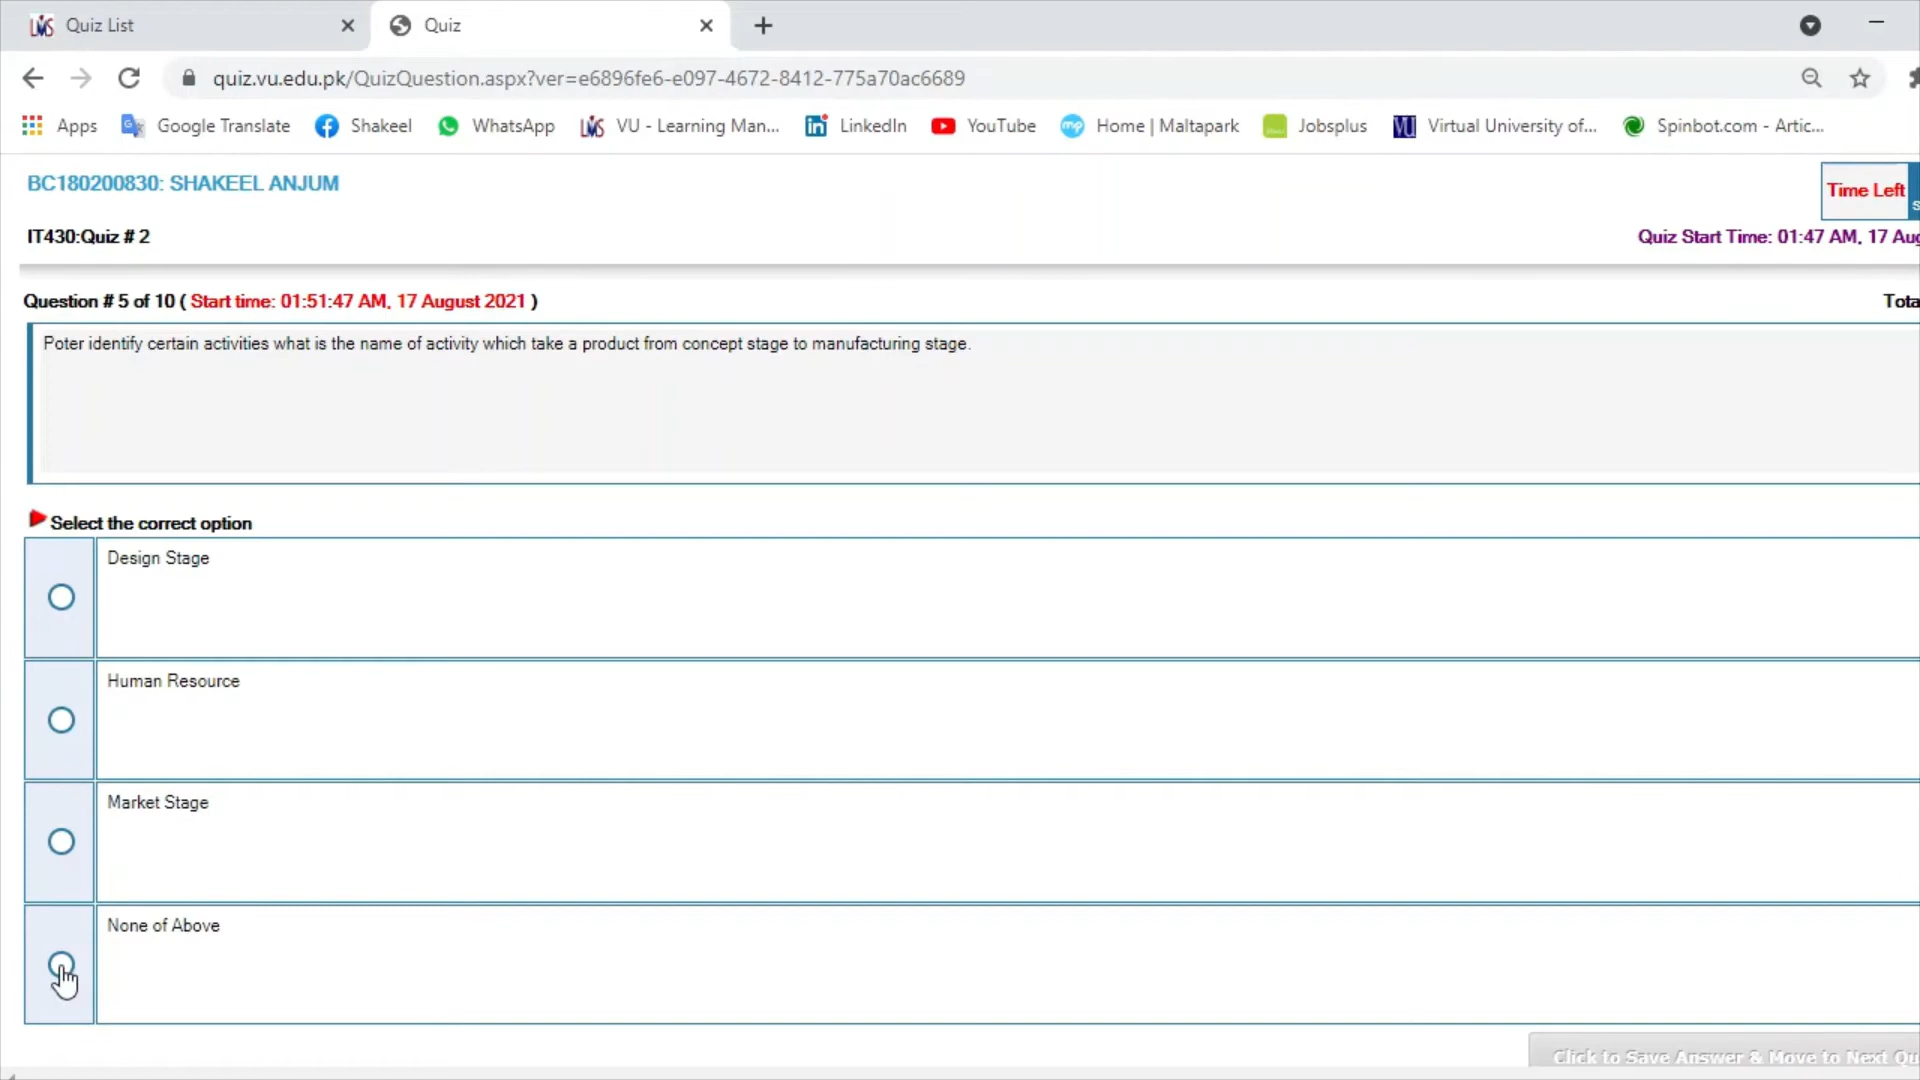 Quiz List
Quiz
quiz.vu.edu.pk/QuizQuestion.aspx?ver=e6896fe6-e097-4672-8412-775a70ac6689
Apps Google Translate Shakeel WhatsApp VU - Learning Man... LinkedIn YouTube Home | Maltapark Jobsplus Virtual University of... Spinbot.com - Artic...
BC180200830: SHAKEEL ANJUM
Time Left
IT430:Quiz # 2
Quiz Start Time: 01:47 AM, 17 Aug
Question # 5 of 10 ( Start time: 01:51:47 AM, 17 August 2021 )
Tota
Poter identify certain activities what is the name of activity which take a product from concept stage to manufacturing stage.
Select the correct option
Design Stage
Human Resource
Market Stage
None of Above
Click to Save Answer & Move to Next Qu